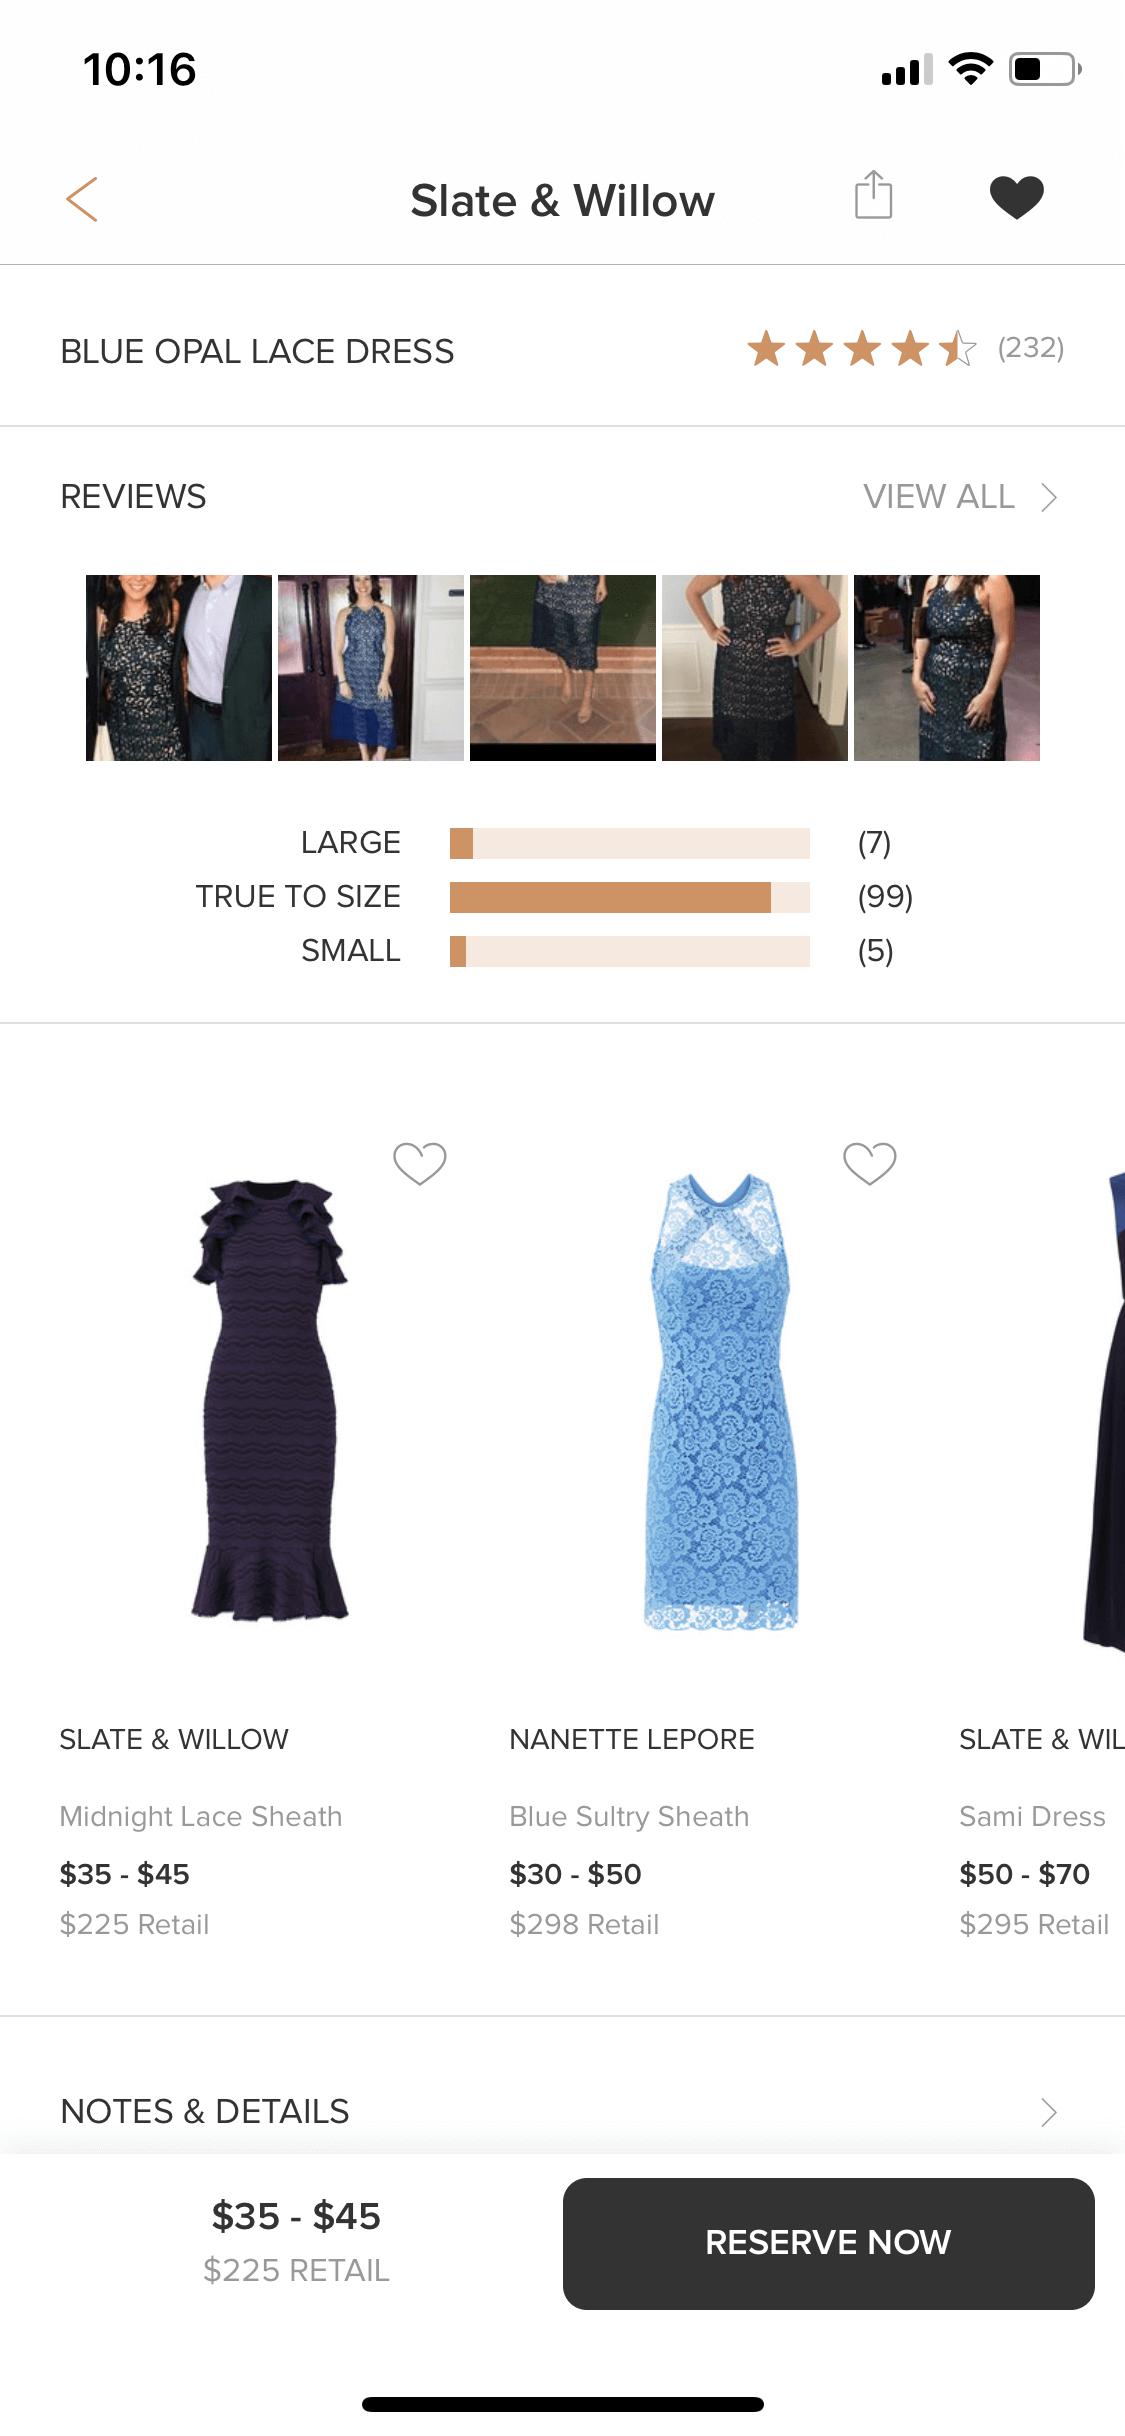 10:16
Slate & Willow
BLUE OPAL LACE DRESS
(232)
REVIEWS
VIEW ALL
LARGE (7)
TRUE TO SIZE (99)
SMALL (5)
SLATE & WILLOW
Midnight Lace Sheath
$35 - $45
$225 Retail
NANETTE LEPORE
Blue Sultry Sheath
$30 - $50
$298 Retail
SLATE & WIL
Sami Dress
$50 - $70
$295 Retail
NOTES & DETAILS
$35 - $45
$225 RETAIL
RESERVE NOW